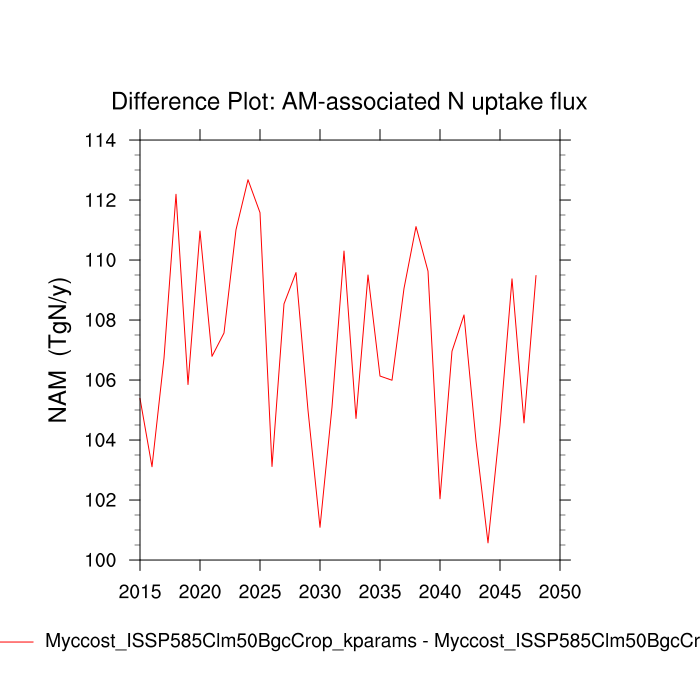 Difference Plot: AM-associated N uptake flux
NAM (TgN/y)
114
112
110
108
106
104
102
100
2015 2020 2025 2030 2035 2040 2045 2050
Myccost_ISSP585Clm50BgcCrop_kparams - Myccost_ISSP585Clm50BgcCr